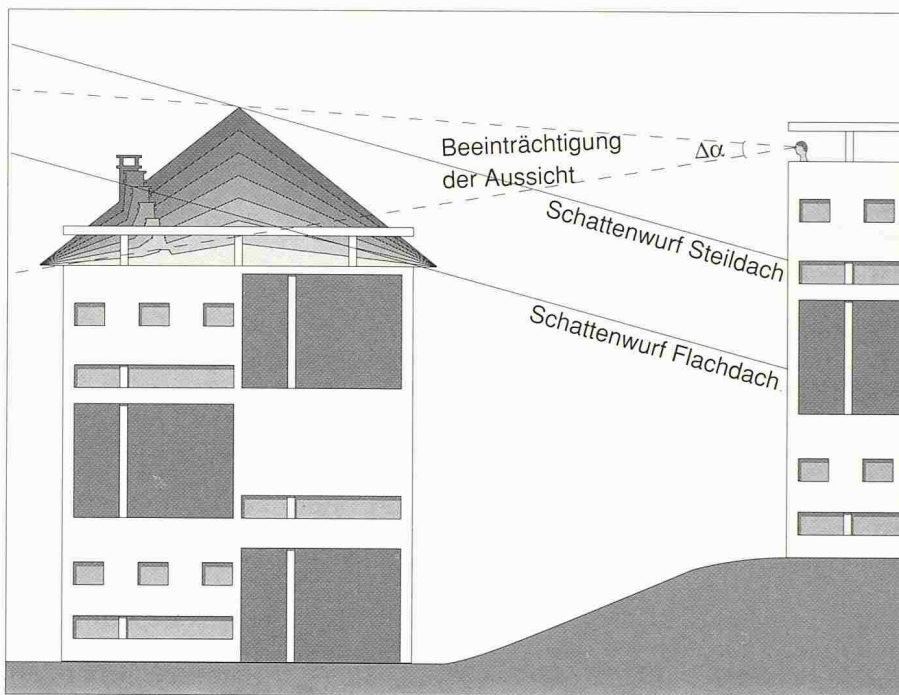 Beeinträchtigung
der Aussicht
Δα
Schattenwurf Steildach
Schattenwurf Flachdach